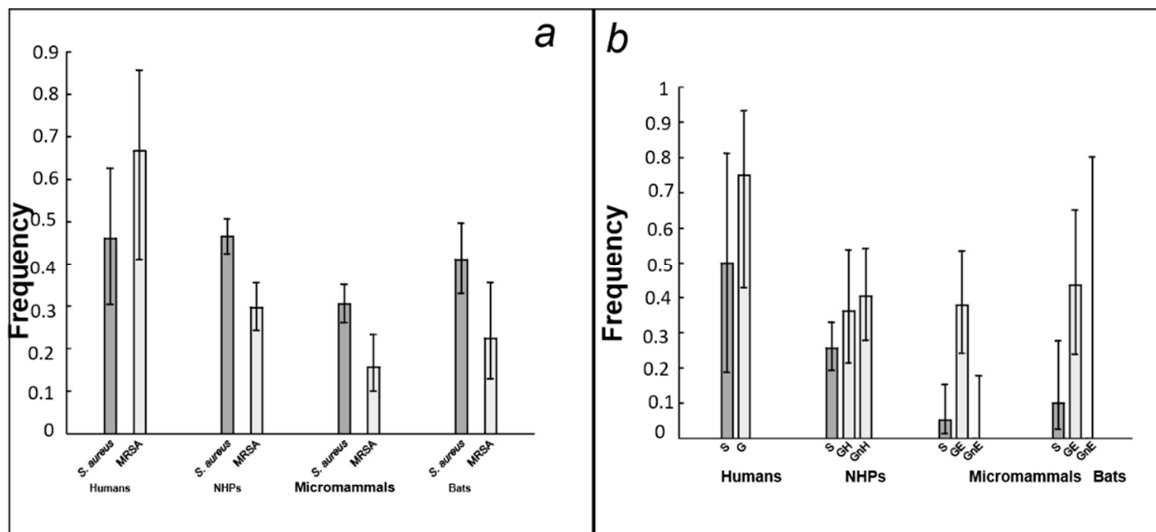 a
0.9
0.8
0.7
0.6
0.5
0.4
0.3
0.2
0.1
0
Frequency
S. aureus MRSA S. aureus MRSA S. aureus MRSA S. aureus MRSA
Humans NHPs Micromammals Bats
b
1
0.9
0.8
0.7
0.6
0.5
0.4
0.3
0.2
0.1
0
Frequency
S G S GH GnH S GE GnE S GE GnE
Humans NHPs Micromammals Bats